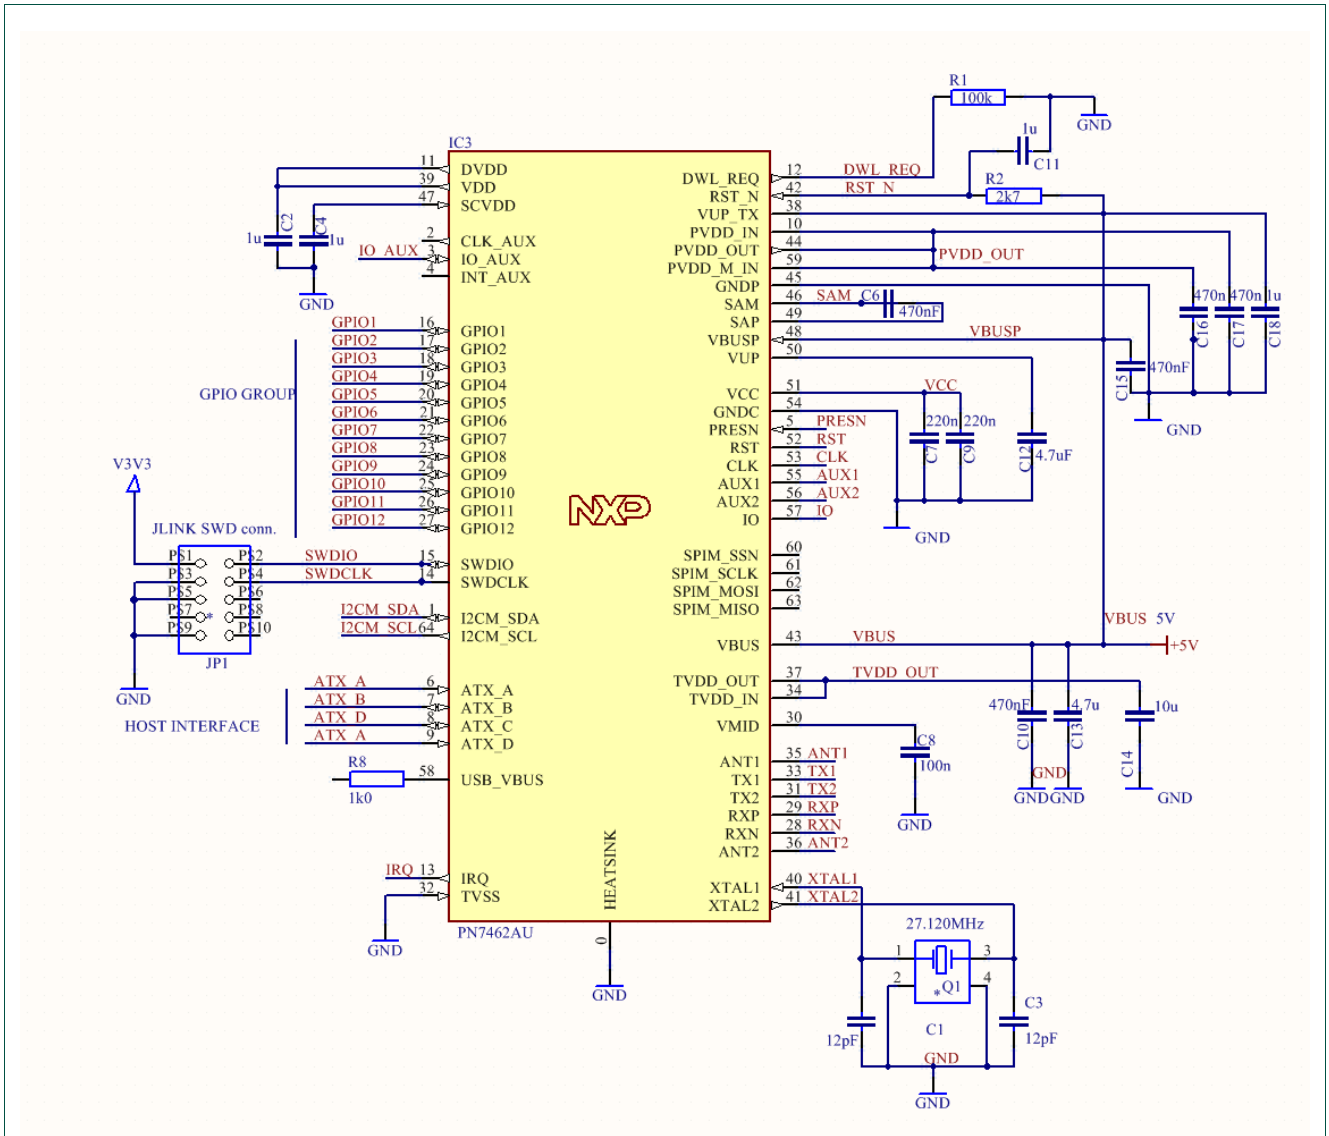 R1
100k
GND
1u
C11
IC3
11 DVDD
39 VDD
47 SCVDD
2 CLK_AUX
IO_AUX 3 IO_AUX
4 INT_AUX
C2
C4
1u
1u
GND
GPIO1 16 GPIO1
GPIO2 17 GPIO2
GPIO3 18 GPIO3
GPIO4 19 GPIO4
GPIO5 20 GPIO5
GPIO6 21 GPIO6
GPIO7 22 GPIO7
GPIO8 23 GPIO8
GPIO9 24 GPIO9
GPIO10 25 GPIO10
GPIO11 26 GPIO11
GPIO12 27 GPIO12
GPIO GROUP
V3V3
JLINK SWD conn.
PS1 PS2
PS3 PS4
PS5 PS6
PS7 * PS8
PS9 PS10
JP1
GND
SWDIO 15 SWDIO
SWDCLK 14 SWDCLK
I2CM_SDA 1 I2CM_SDA
I2CM_SCL 64 I2CM_SCL
ATX_A 6 ATX_A
ATX_B 7 ATX_B
ATX_D 8 ATX_C
ATX_A 9 ATX_D
HOST INTERFACE
R8
1k0
58 USB_VBUS
IRQ 13 IRQ
32 TVSS
GND
PN7462AU
HEATSINK
0
GND
NXP
DWL_REQ 12 DWL_REQ
RST_N 42 RST_N
R2
2k7
VUP_TX 38
PVDD_IN 10
PVDD_OUT 44
PVDD_OUT
PVDD_M_IN 59
GNDP 45
SAM 46 SAM
C6
470nF
SAP 49
VBUSP 48 VBUSP
VUP 50
470n 470n 1u
C16 C17 C18
C15
470nF
GND
VCC 51 VCC
GNDC 54
PRESN 5 PRESN
RST 52 RST
CLK 53 CLK
AUX1 55 AUX1
AUX2 56 AUX2
IO 57 IO
220n 220n
C7 C9 C12
4.7uF
GND
SPIM_SSN 60
SPIM_SCLK 61
SPIM_MOSI 62
SPIM_MISO 63
VBUS 5V
VBUS 43 VBUS
+5V
TVDD_OUT 37 TVDD_OUT
TVDD_IN 34
VMID 30
470nF 4.7u 10u
C10 C13 C14
GND
GND GND GND
C8
100n
GND
ANT1 35 ANT1
TX1 33 TX1
TX2 31 TX2
RXP 29 RXP
RXN 28 RXN
ANT2 36 ANT2
XTAL1 40 XTAL1
XTAL2 41 XTAL2
27.120MHz
1 3
2 4
*Q1
C3
C1
12pF 12pF
GND
GND